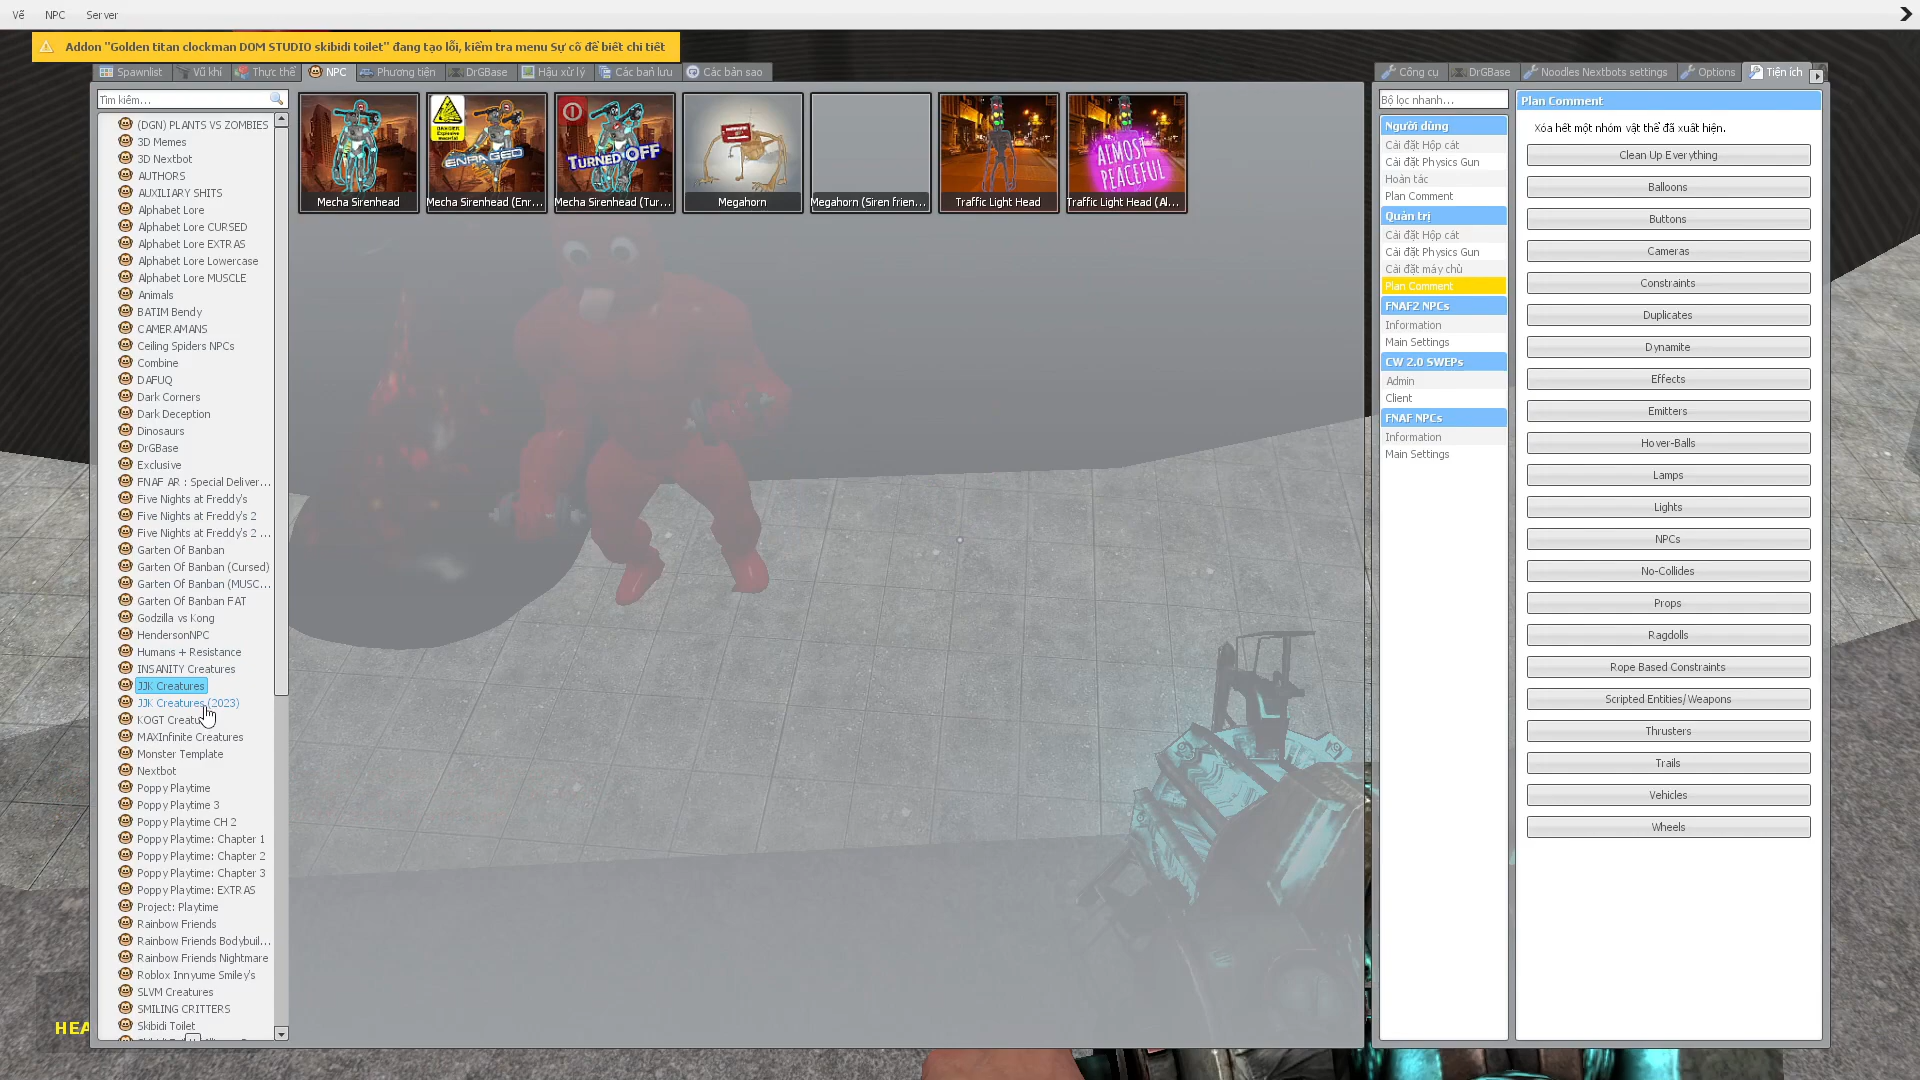 Vẽ NPC Server
Addon "Golden titan clockman DOM STUDIO skibidi toilet" đang tạo lỗi, kiểm tra menu Sự cố để biết chi tiết
Spawnlist Vũ khí Thực thể NPC Phương tiện DrGBase Hậu xử lý Các bản lưu Các bản sao
Tìm kiếm...
(DGN) PLANTS VS ZOMBIES
3D Memes
3D Nextbot
AUTHORS
AUXILIARY SHITS
Alphabet Lore
Alphabet Lore CURSED
Alphabet Lore EXTRAS
Alphabet Lore Lowercase
Alphabet Lore MUSCLE
Animals
BATIM Bendy
CAMERAMANS
Ceiling Spiders NPCs
Combine
DAFUQ
Dark Corners
Dark Deception
Dinosaurs
DrGBase
Exclusive
FNAF AR : Special Deliver...
Five Nights at Freddy's
Five Nights at Freddy's 2
Five Nights at Freddy's 2 ...
Garten Of Banban
Garten Of Banban (Cursed)
Garten Of Banban (MUSC...
Garten Of Banban FAT
Godzilla vs Kong
HendersonNPC
Humans + Resistance
INSANITY Creatures
JJK Creatures
JJK Creatures (2023)
KOGT Creatu
MAXInfinite Creatures
Monster Template
Nextbot
Poppy Playtime
Poppy Playtime 3
Poppy Playtime CH 2
Poppy Playtime: Chapter 1
Poppy Playtime: Chapter 2
Poppy Playtime: Chapter 3
Poppy Playtime: EXTRAS
Project: Playtime
Rainbow Friends
Rainbow Friends Bodybuil...
Rainbow Friends Nightmare
Roblox Innyume Smiley's
SLVM Creatures
SMILING CRITTERS
Skibidi Toilet
HEA
DANGER
ENRAGED
TURNED OFF
ALMOST
PEACEFUL
Mecha Sirenhead
Mecha Sirenhead (Enr...
Mecha Sirenhead (Tur...
Megahorn
Megahorn (Siren frien...
Traffic Light Head
Traffic Light Head (Al...
Công cụ DrGBase Noodles Nextbots settings Options Tiện ích
Bộ lọc nhanh...
Người dùng
Cài đặt Hộp cát
Cài đặt Physics Gun
Hoàn tác
Plan Comment
Quản trị
Cài đặt Hộp cát
Cài đặt Physics Gun
Cài đặt máy chủ
Plan Comment
FNAF2 NPCs
Information
Main Settings
CW 2.0 SWEPs
Admin
Client
FNAF NPCs
Information
Main Settings
Plan Comment
Xóa hết một nhóm vật thể đã xuất hiện.
Clean Up Everything
Balloons
Buttons
Cameras
Constraints
Duplicates
Dynamite
Effects
Emitters
Hover-Balls
Lamps
Lights
NPCs
No-Collides
Props
Ragdolls
Rope Based Constraints
Scripted Entities/Weapons
Thrusters
Trails
Vehicles
Wheels